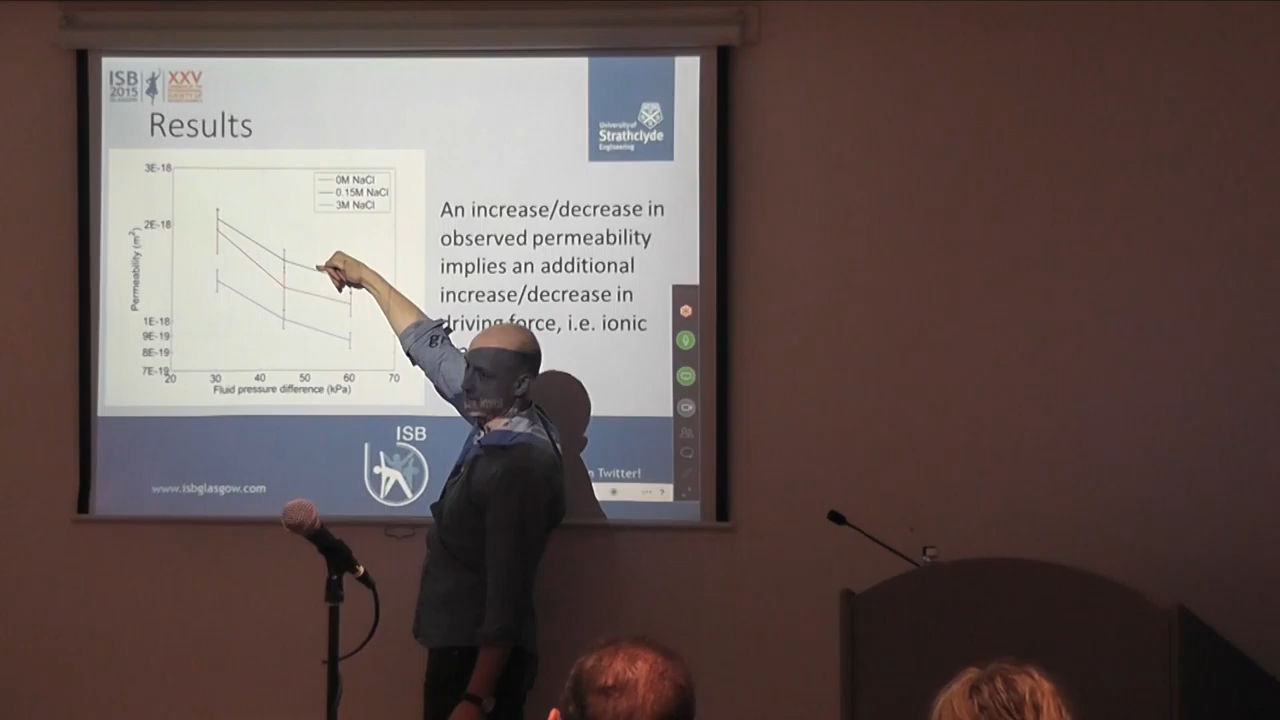 ISB
2015
GLASGOW
XXV
Results
University of
Strathclyde
Engineering
3E-18
2E-18
1E-18
9E-19
8E-19
7E-19
Permeability (m²)
0M NaCl
0.15M NaCl
3M NaCl
20 30 40 50 60 70
Fluid pressure difference (kPa)
An increase/decrease in
observed permeability
implies an additional
increase/decrease in
driving force, i.e. ionic
ISB
www.isbglasgow.com
Twitter!